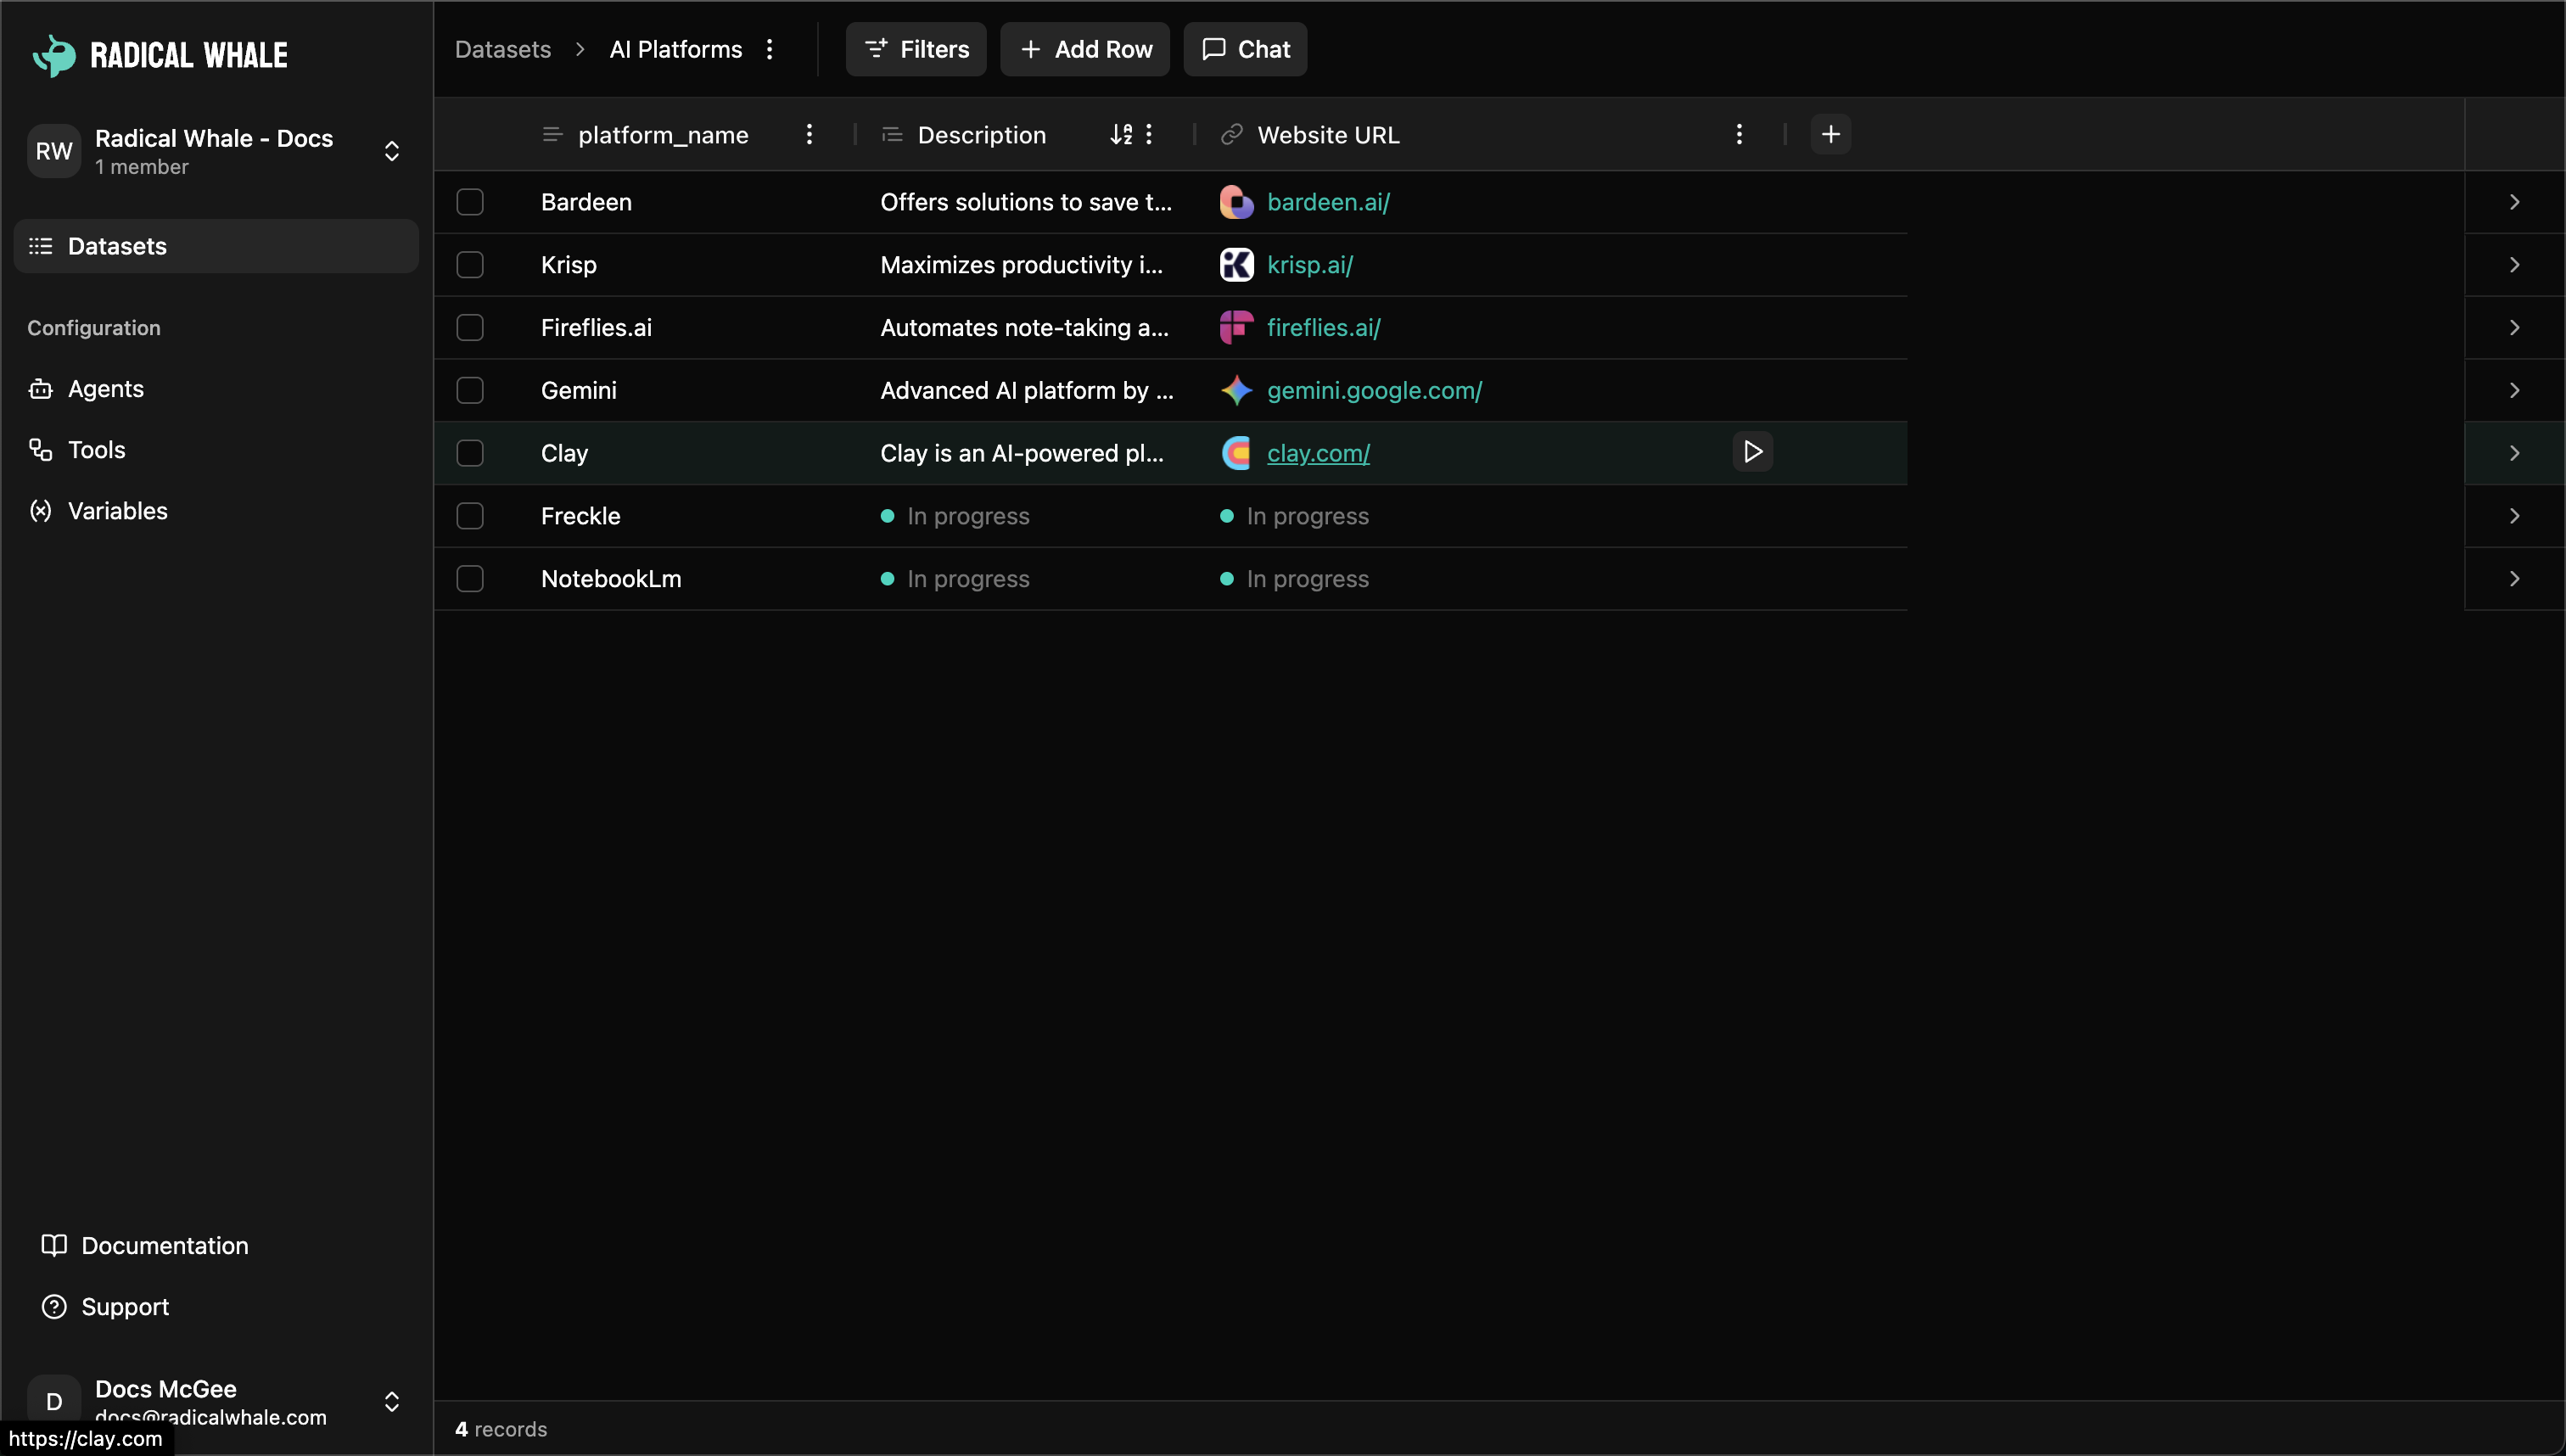 RADICAL WHALE
RW
Radical Whale - Docs
1 member
Datasets
Configuration
Agents
Tools
Variables
Documentation
Support
D
Docs McGee
docs@radicalwhale.com
https://clay.com
Datasets > AI Platforms
Filters
+ Add Row
Chat
platform_name Description Website URL
Bardeen Offers solutions to save t... bardeen.ai/
Krisp Maximizes productivity i... krisp.ai/
Fireflies.ai Automates note-taking a... fireflies.ai/
Gemini Advanced AI platform by ... gemini.google.com/
Clay Clay is an AI-powered pl... clay.com/
Freckle In progress In progress
NotebookLm In progress In progress
4 records